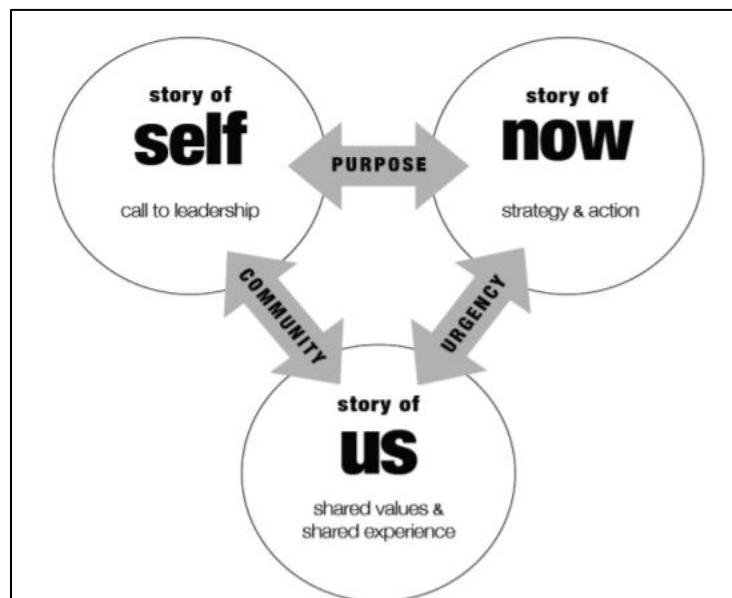 story of
self
call to leadership
PURPOSE
story of
now
strategy & action
COMMUNITY
URGENCY
story of
us
shared values &
shared experience